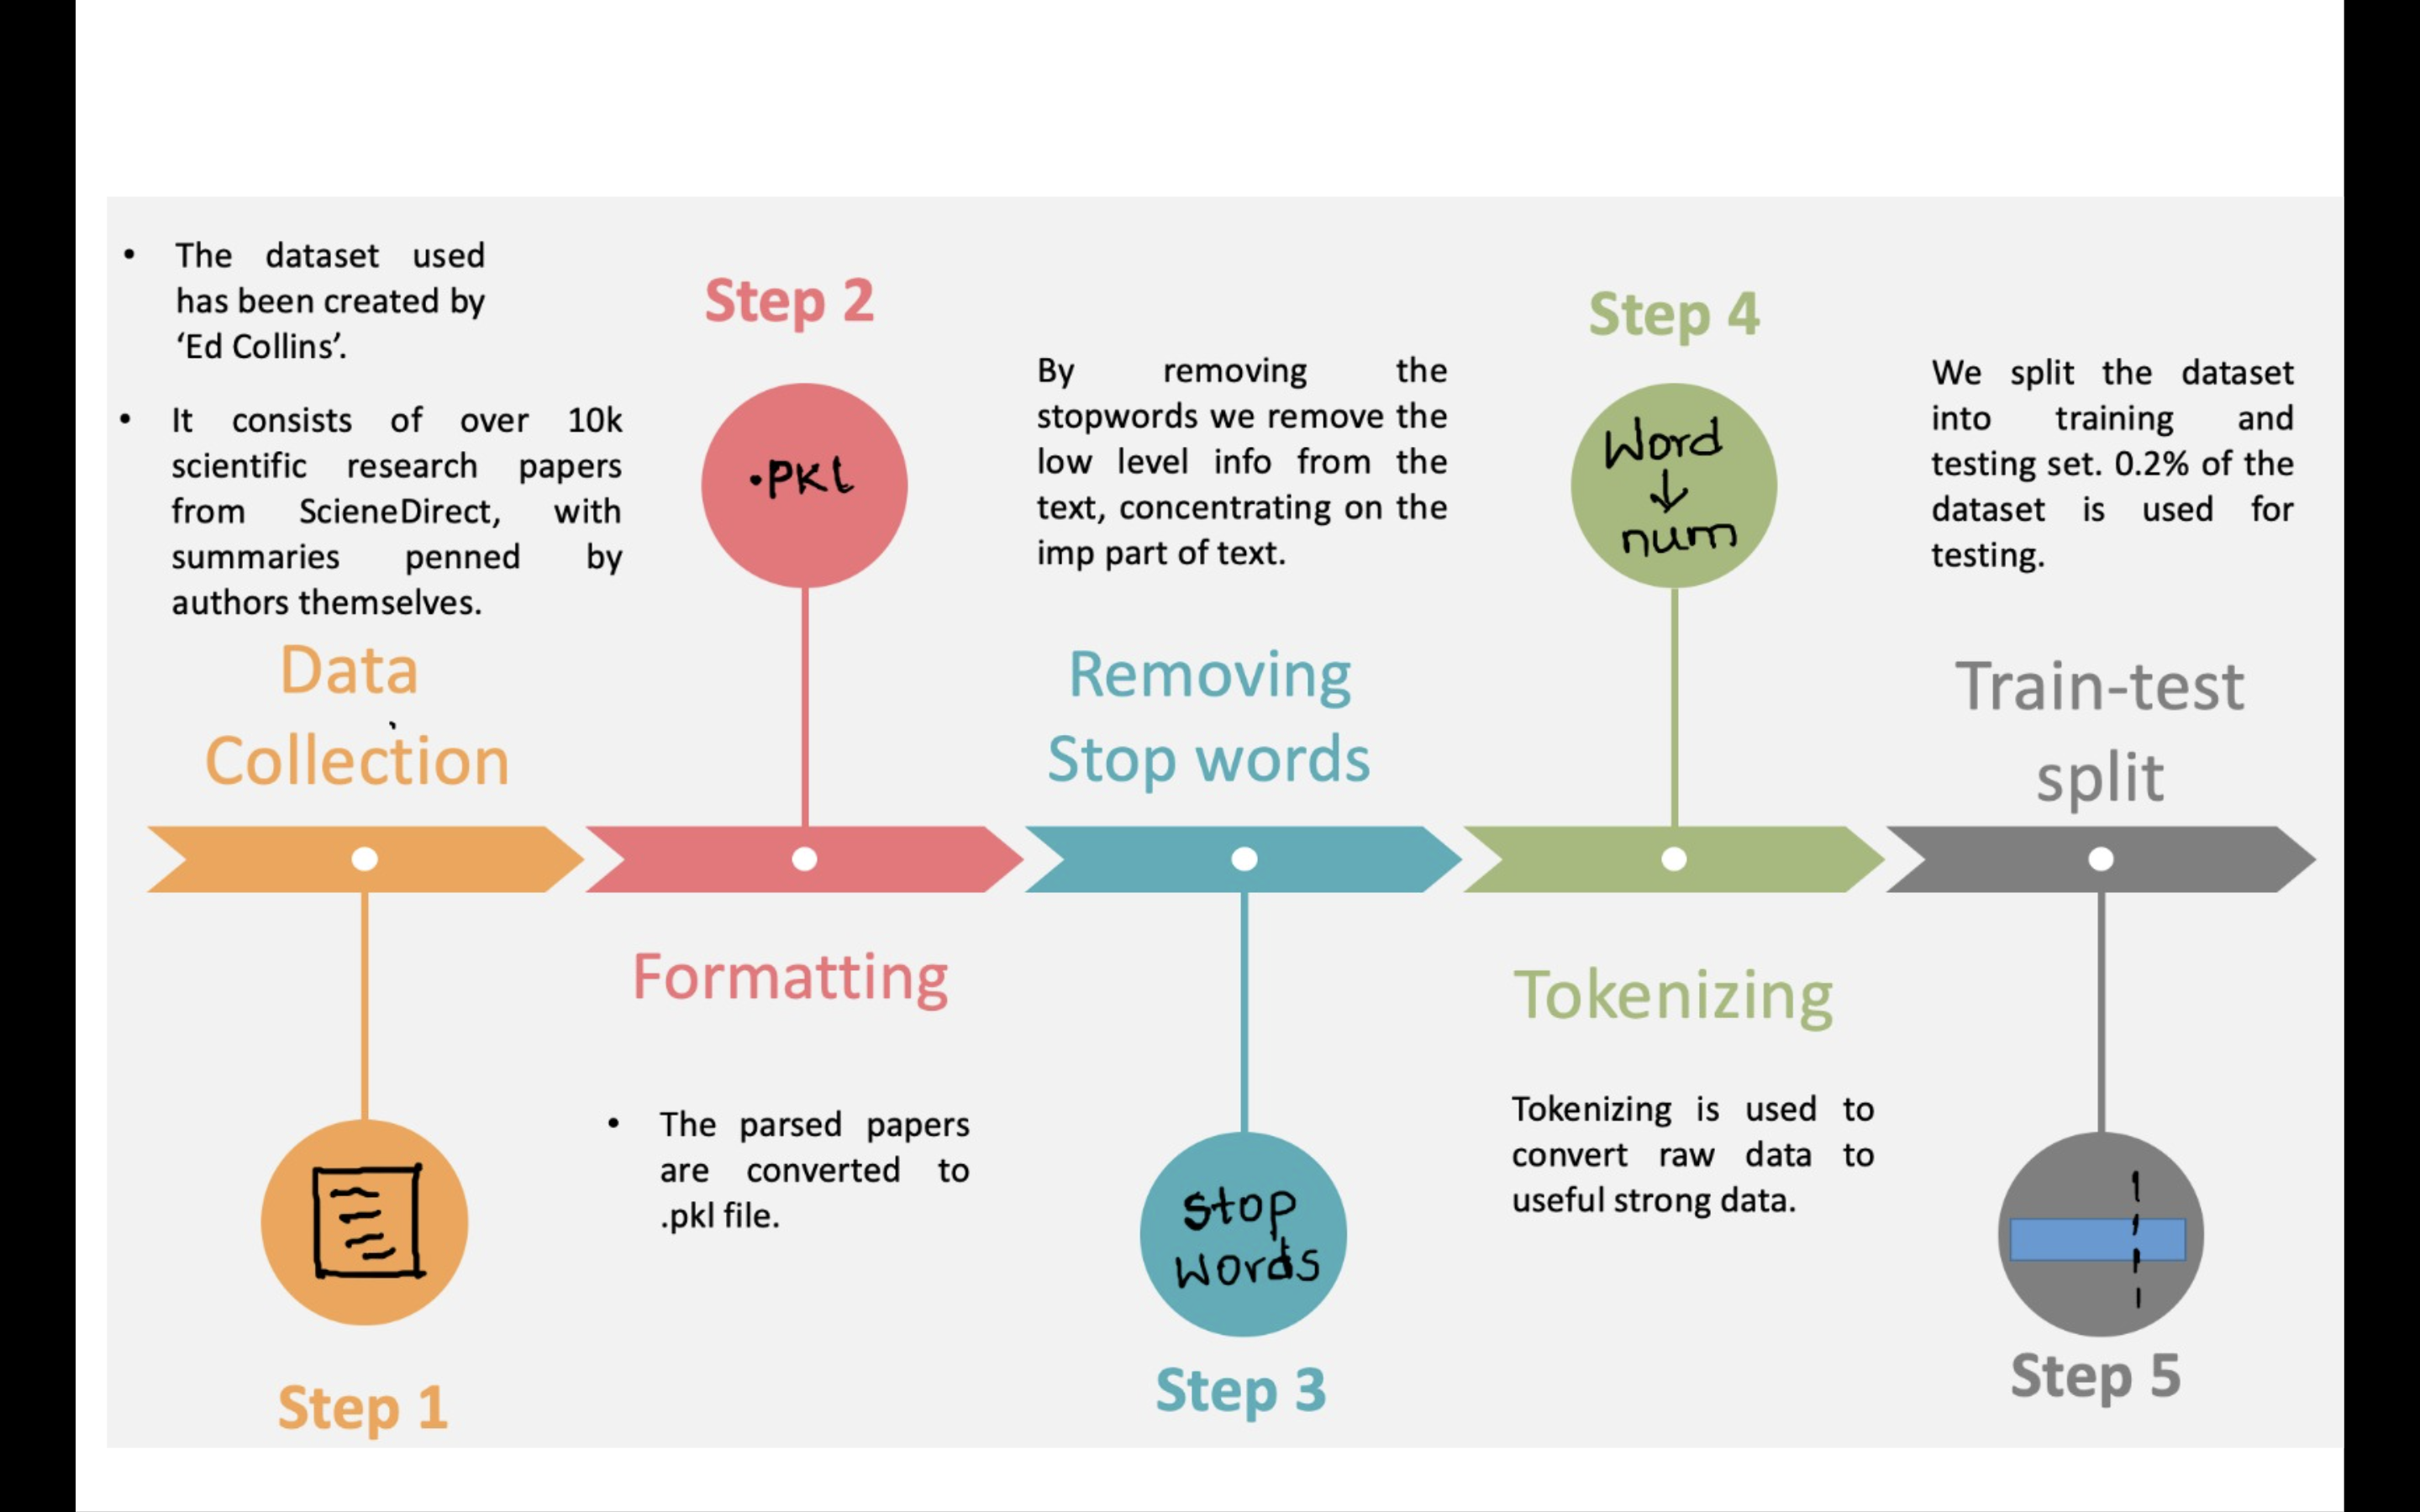 • The dataset used
has been created by
‘Ed Collins’.
• It consists of over 10k
scientific research papers
from ScieneDirect, with
summaries penned by
authors themselves.
Data
Collection
Step 1
Step 2
.pkl
Formatting
• The parsed papers
are converted to
.pkl file.
By removing the
stopwords we remove the
low level info from the
text, concentrating on the
imp part of text.
Removing
Stop words
stop
words
Step 3
Step 4
Word
↓
num
Tokenizing
Tokenizing is used to
convert raw data to
useful strong data.
We split the dataset
into training and
testing set. 0.2% of the
dataset is used for
testing.
Train-test
split
Step 5